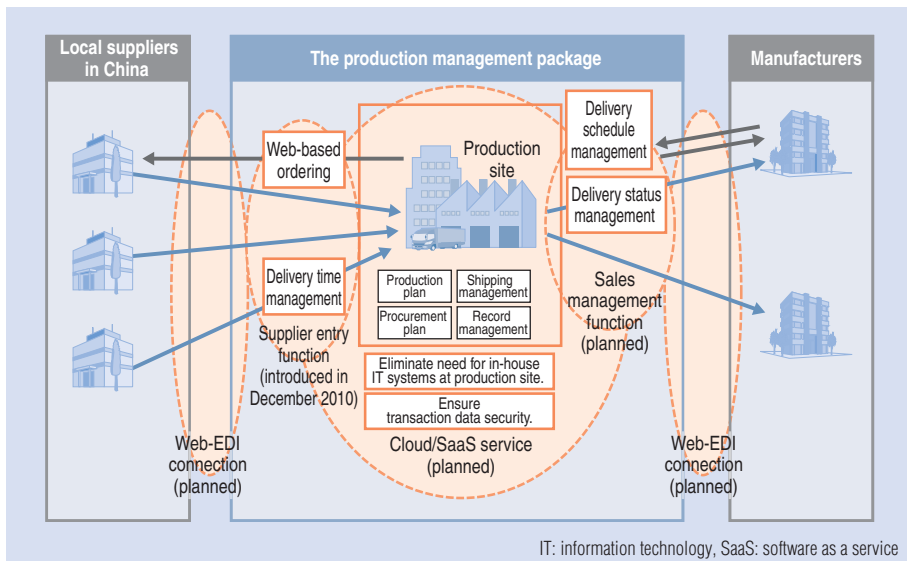 Local suppliers
in China
The production management package
Manufacturers
Web-based
ordering
Production
site
Delivery
schedule
management
Delivery status
management
Delivery time
management
Production
plan
Shipping
management
Procurement
plan
Record
management
Supplier entry
function
(introduced in
December 2010)
Sales
management
function
(planned)
Eliminate need for in-house
IT systems at production site.
Ensure
transaction data security.
Cloud/SaaS service
(planned)
Web-EDI
connection
(planned)
Web-EDI
connection
(planned)
IT: information technology, SaaS: software as a service